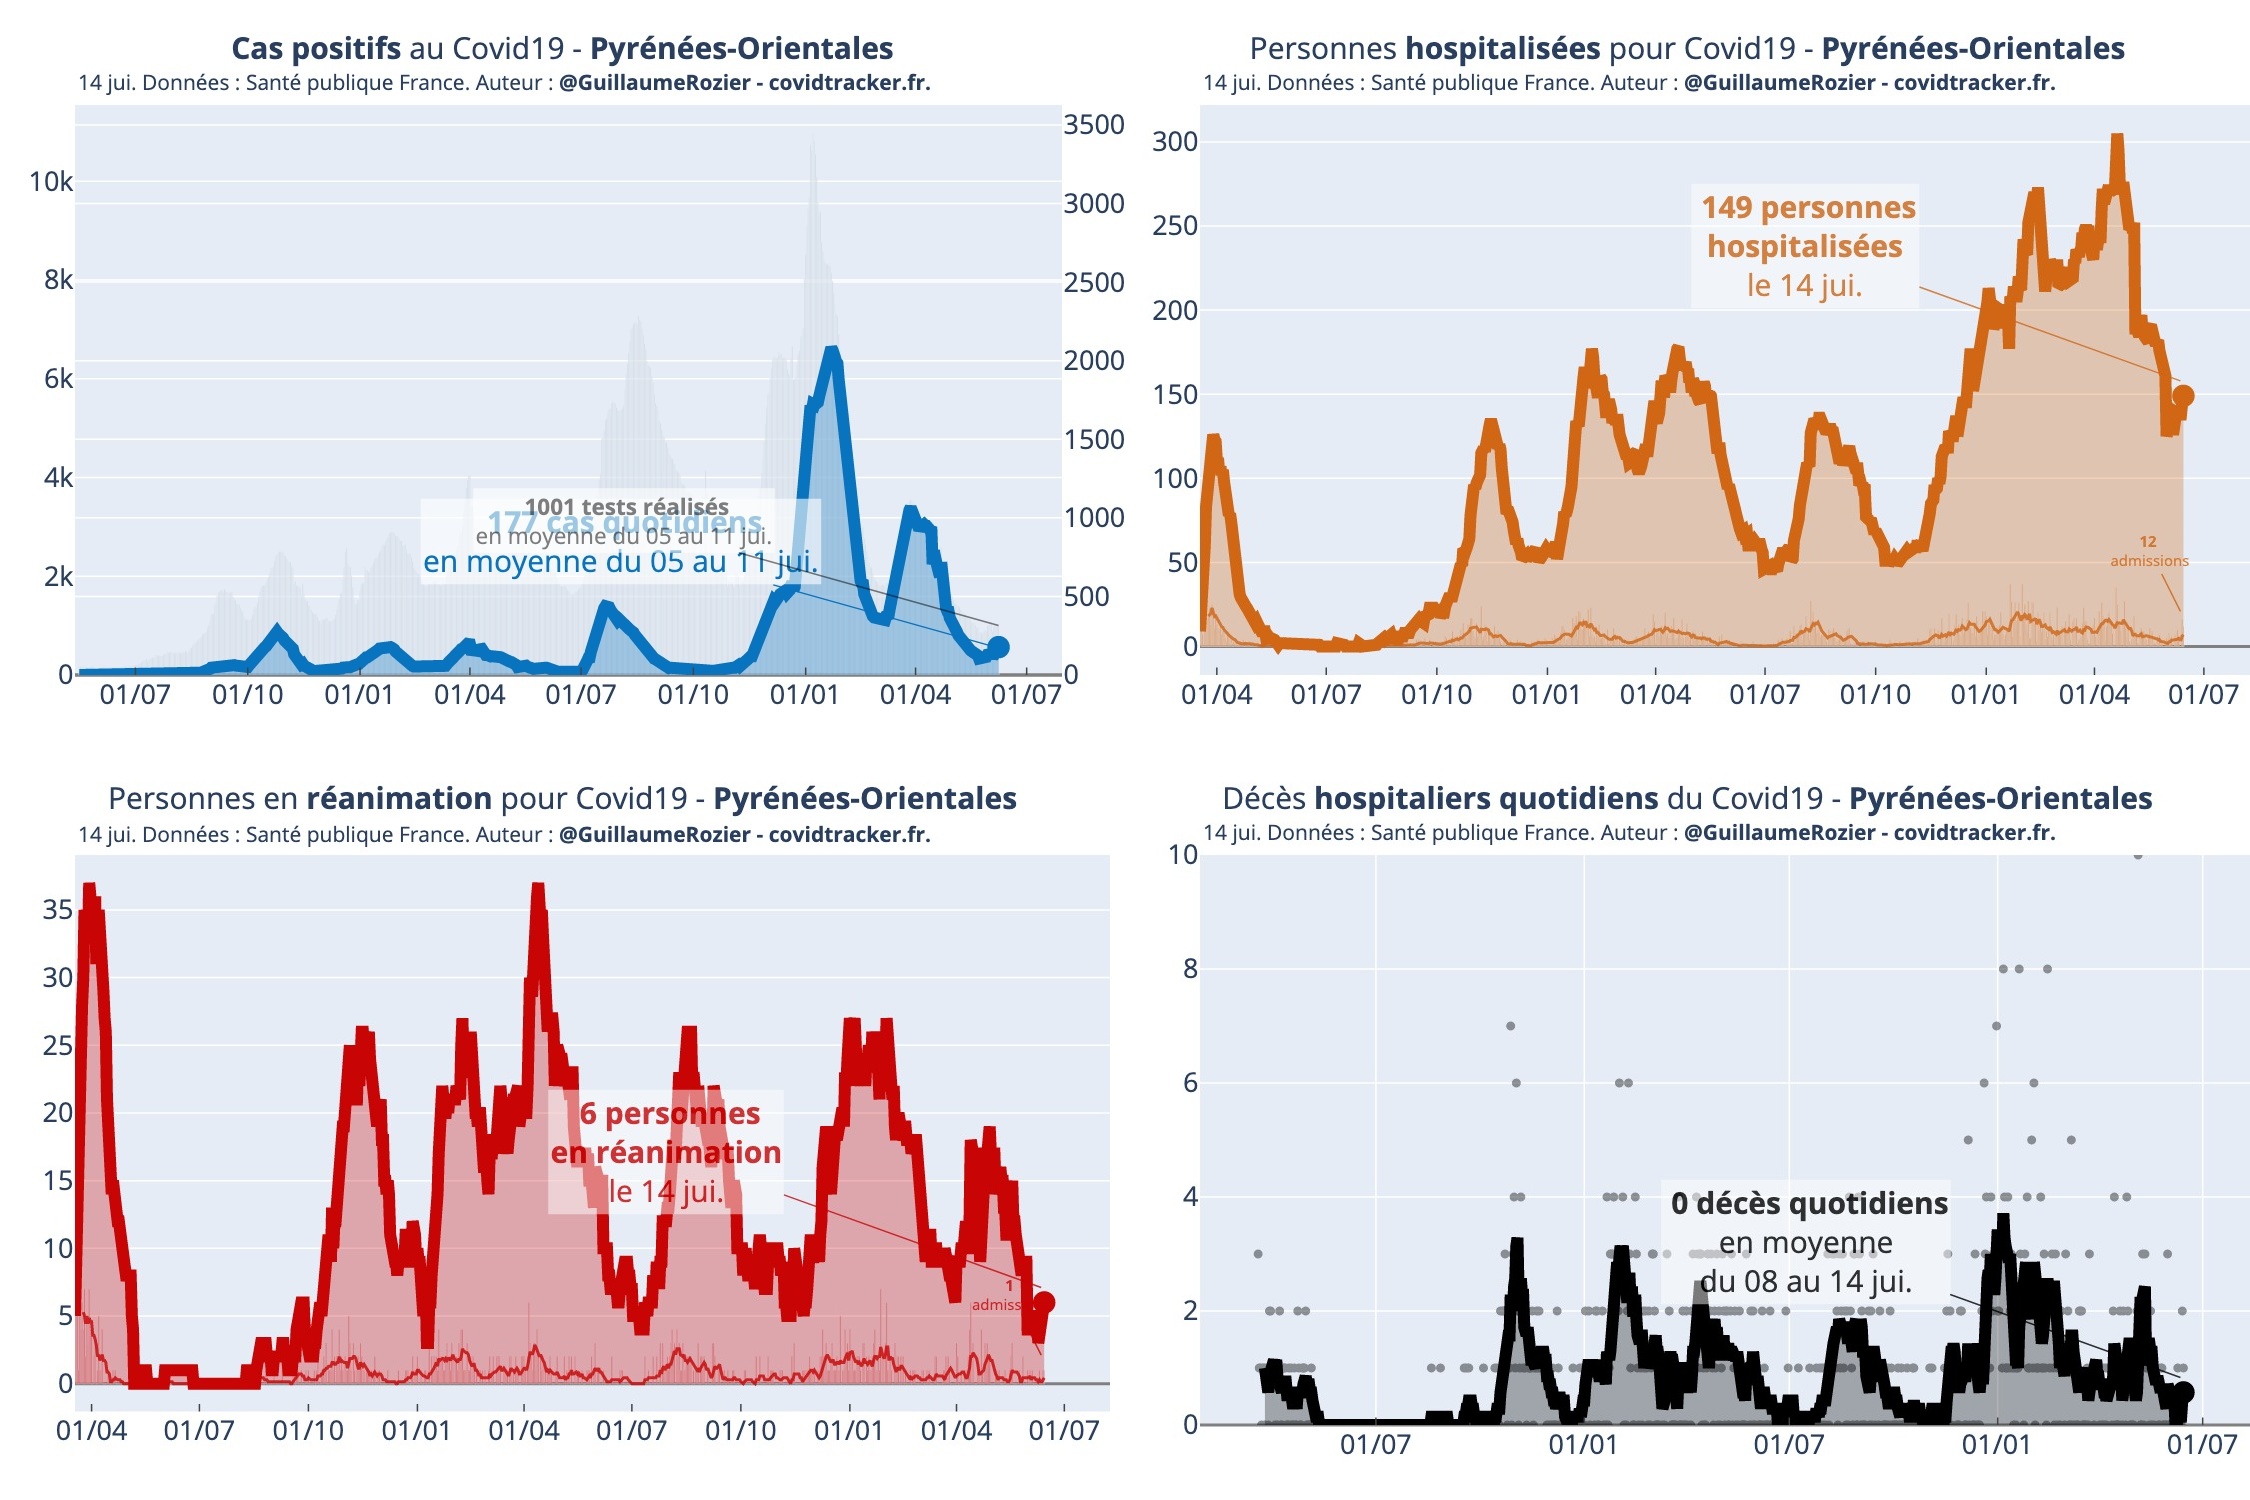 Cas positifs au Covid19 - Pyrénées-Orientales
14 jui. Données : Santé publique France. Auteur : @GuillaumeRozier - covidtracker.fr.
10k
8k
6k
4k
2k
0
3500
3000
2500
2000
1500
1000
500
0
1001 tests réalisés
en moyenne du 05 au 11 jui.
177 cas quotidiens
en moyenne du 05 au 11 jui.
01/07
01/10
01/01
01/04
01/07
01/10
01/01
01/04
01/07
Personnes hospitalisées pour Covid19 - Pyrénées-Orientales
14 jui. Données : Santé publique France. Auteur : @GuillaumeRozier - covidtracker.fr.
300
250
200
150
100
50
0
149 personnes
hospitalisées
le 14 jui.
12
admissions
01/04
01/07
01/10
01/01
01/04
01/07
01/10
01/01
01/04
01/07
Personnes en réanimation pour Covid19 - Pyrénées-Orientales
14 jui. Données : Santé publique France. Auteur : @GuillaumeRozier - covidtracker.fr.
35
30
25
20
15
10
5
0
6 personnes
en réanimation
le 14 jui.
1
admiss
01/04
01/07
01/10
01/01
01/04
01/07
01/10
01/01
01/04
01/07
Décès hospitaliers quotidiens du Covid19 - Pyrénées-Orientales
14 jui. Données : Santé publique France. Auteur : @GuillaumeRozier - covidtracker.fr.
10
8
6
4
2
0
0 décès quotidiens
en moyenne
du 08 au 14 jui.
01/07
01/01
01/07
01/01
01/07